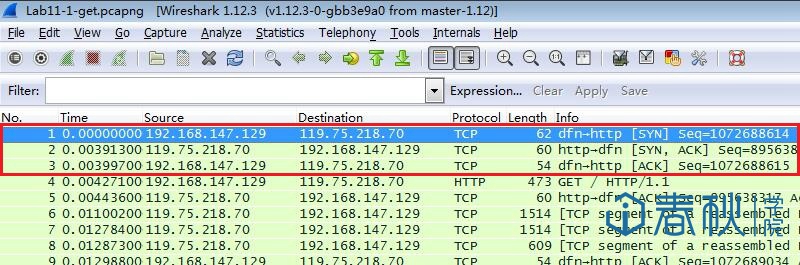 Lab11-1-get.pcapng [Wireshark 1.12.3 (v1.12.3-0-gbb3e9a0 from master-1.12)]
File Edit View Go Capture Analyze Statistics Telephony Tools Internals Help
Filter: Expression... Clear Apply Save
No. Time Source Destination Protocol Length Info
1 0.00000000 192.168.147.129 119.75.218.70 TCP 62 dfn→http [SYN] Seq=1072688614
2 0.00391300 119.75.218.70 192.168.147.129 TCP 60 http→dfn [SYN, ACK] Seq=895638
3 0.00399700 192.168.147.129 119.75.218.70 TCP 54 dfn→http [ACK] Seq=1072688615
4 0.00427100 192.168.147.129 119.75.218.70 HTTP 473 GET / HTTP/1.1
5 0.00443600 119.75.218.70 192.168.147.129 TCP 60 http→dfn [ACK] Seq=895638317 A
6 0.01100200 119.75.218.70 192.168.147.129 TCP 1514 [TCP segment of a reassembled
7 0.01278400 119.75.218.70 192.168.147.129 TCP 1514 [TCP segment of a reassembled
8 0.01287300 119.75.218.70 192.168.147.129 TCP 609 [TCP segment of a reassembled
9 0.01298800 192.168.147.129 119.75.218.70 TCP 54 dfn→http [ACK] Seq=1072689034
春秋
学院